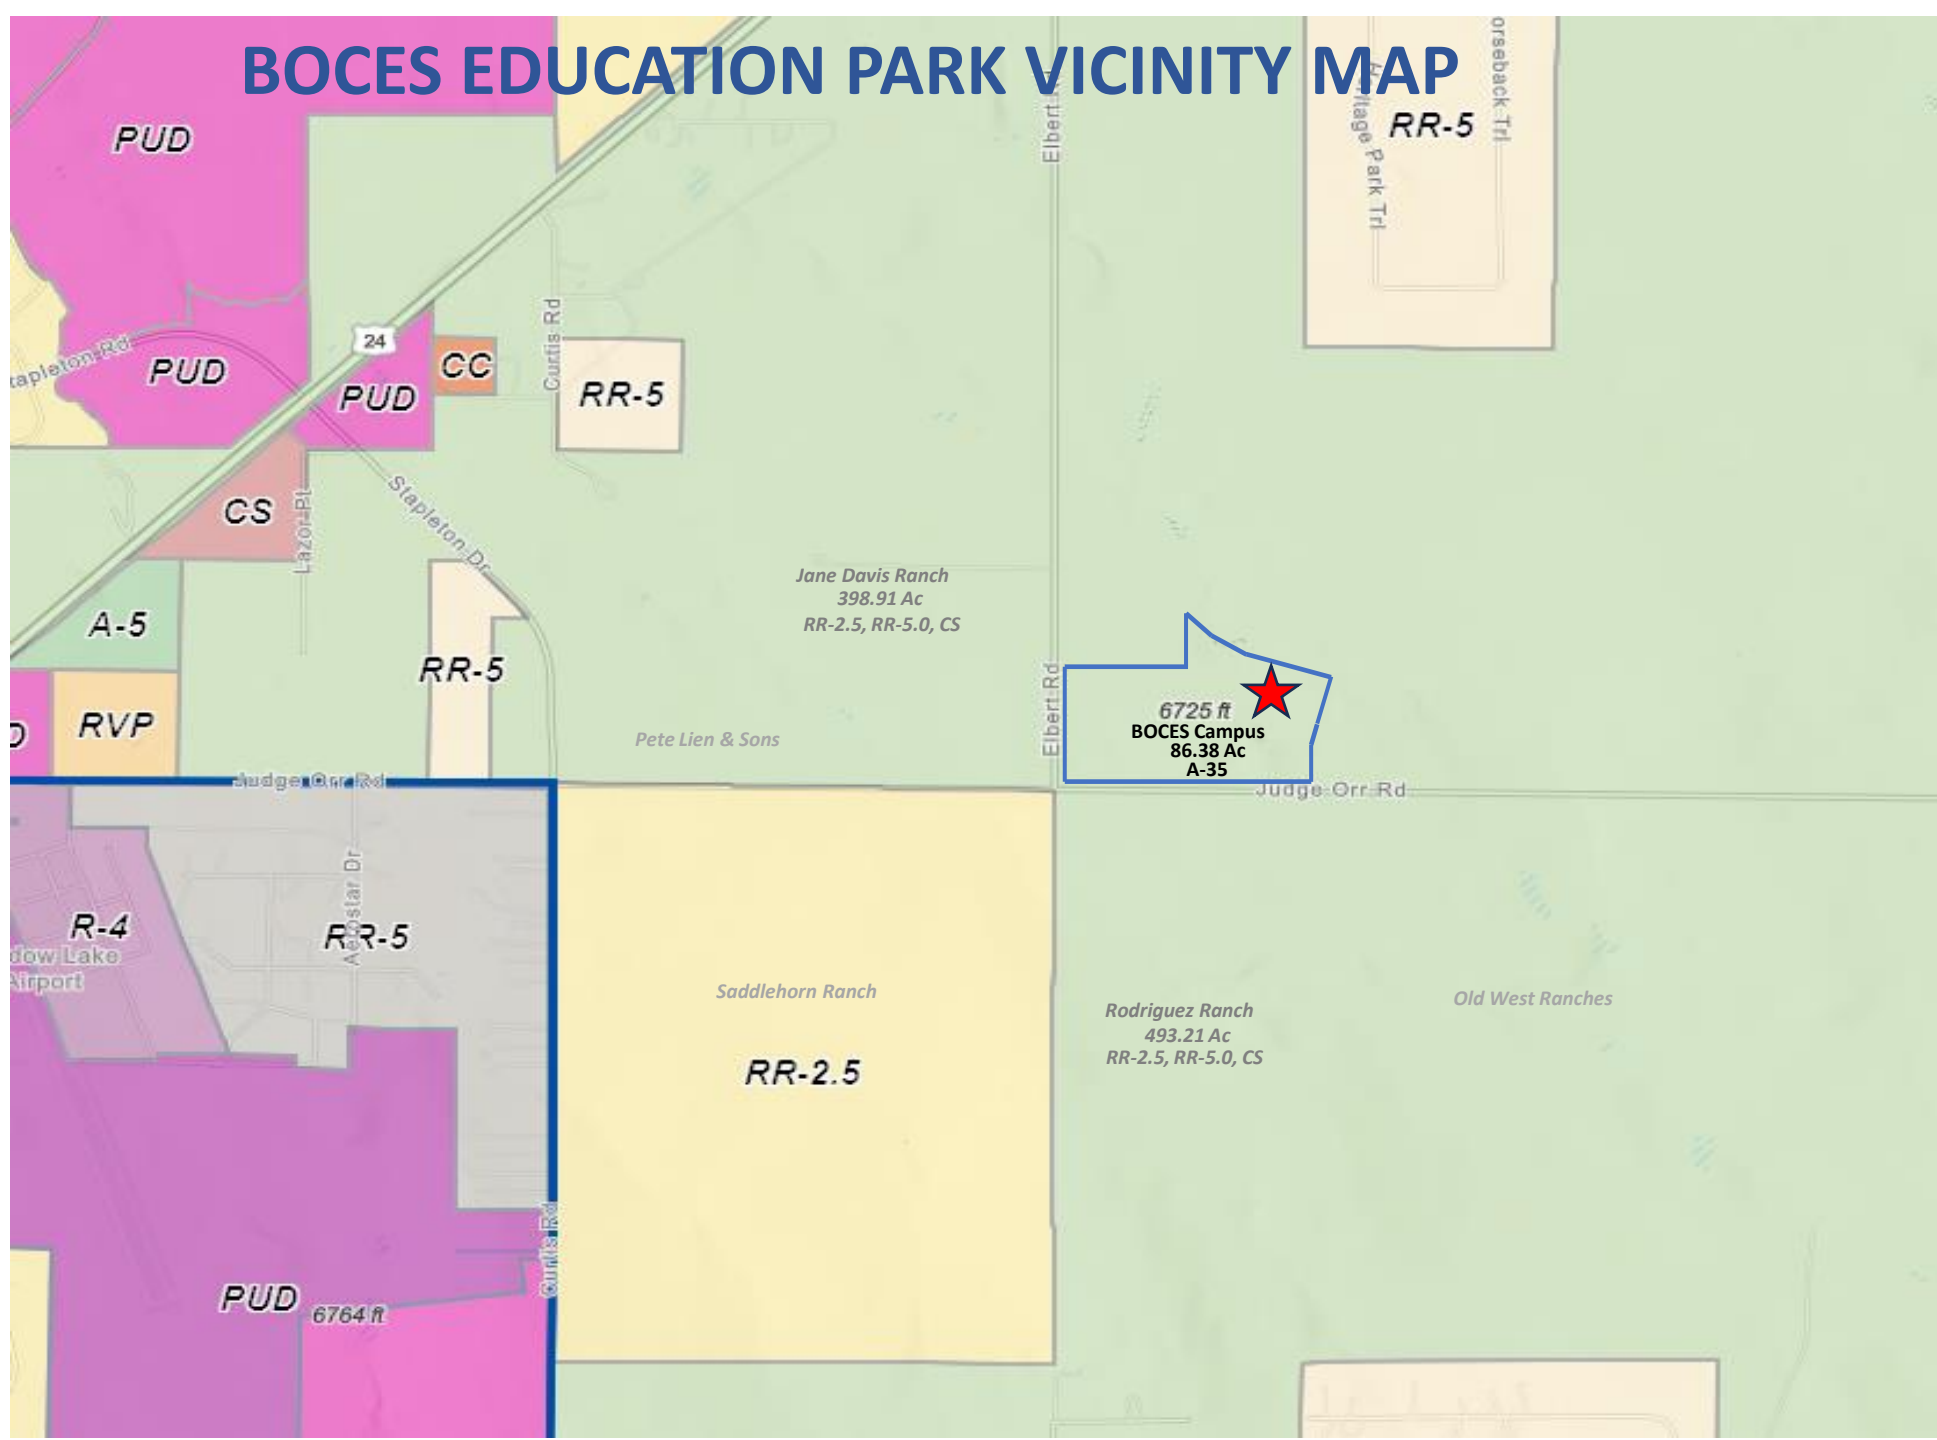 BOCES EDUCATION PARK VICINITY MAP
orseback Trl
Elbert Rd
Heritage Park Trl
RR-5
PUD
24
Curtis Rd
tapleton Rd
PUD
PUD
CC
RR-5
CS
Lazor Pt
Stapleton Dr
Jane Davis Ranch
398.91 Ac
RR-2.5, RR-5.0, CS
A-5
RR-5
Elbert Rd
6725 ft
BOCES Campus
86.38 Ac
A-35
D
RVP
Pete Lien & Sons
Judge Orr Rd
Judge Orr Rd
Aerostar Dr
R-4
RR-5
dow Lake
Airport
Saddlehorn Ranch
Rodriguez Ranch
493.21 Ac
RR-2.5, RR-5.0, CS
Old West Ranches
RR-2.5
Curtis Rd
PUD
6764 ft